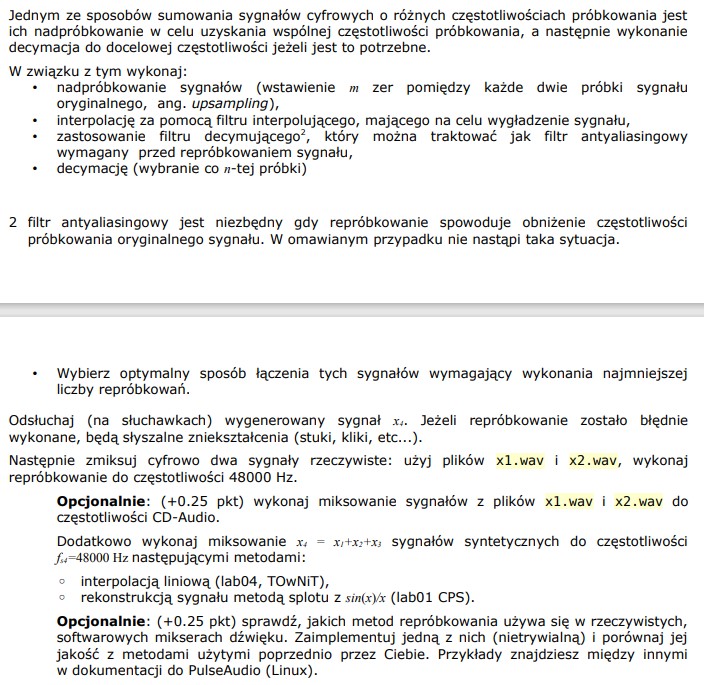 Jednym ze sposobów sumowania sygnałów cyfrowych o różnych częstotliwościach próbkowania jest
ich nadpróbkowanie w celu uzyskania wspólnej częstotliwości próbkowania, a następnie wykonanie
decymacja do docelowej częstotliwości jeżeli jest to potrzebne.
W związku z tym wykonaj:
• nadpróbkowanie sygnałów (wstawienie m zer pomiędzy każde dwie próbki sygnału
oryginalnego, ang. upsampling),
• interpolację za pomocą filtru interpolującego, mającego na celu wygładzenie sygnału,
• zastosowanie filtru decymującego², który można traktować jak filtr antyaliasingowy
wymagany przed repróbkowaniem sygnału,
• decymację (wybranie co n-tej próbki)
2 filtr antyaliasingowy jest niezbędny gdy repróbkowanie spowoduje obniżenie częstotliwości
próbkowania oryginalnego sygnału. W omawianym przypadku nie nastąpi taka sytuacja.
• Wybierz optymalny sposób łączenia tych sygnałów wymagający wykonania najmniejszej
liczby repróbkowań.
Odsłuchaj (na słuchawkach) wygenerowany sygnał x₄. Jeżeli repróbkowanie zostało błędnie
wykonane, będą słyszalne zniekształcenia (stuki, kliki, etc...).
Następnie zmiksuj cyfrowo dwa sygnały rzeczywiste: użyj plików x1.wav i x2.wav, wykonaj
repróbkowanie do częstotliwości 48000 Hz.
Opcjonalnie: (+0.25 pkt) wykonaj miksowanie sygnałów z plików x1.wav i x2.wav do
częstotliwości CD-Audio.
Dodatkowo wykonaj miksowanie x₄ = x₁+x₂+x₃ sygnałów syntetycznych do częstotliwości
fₛ₄=48000 Hz następującymi metodami:
◦ interpolacją liniową (lab04, TOwNiT),
◦ rekonstrukcją sygnału metodą splotu z sin(x)/x (lab01 CPS).
Opcjonalnie: (+0.25 pkt) sprawdź, jakich metod repróbkowania używa się w rzeczywistych,
softwarowych mikserach dźwięku. Zaimplementuj jedną z nich (nietrywialną) i porównaj jej
jakość z metodami użytymi poprzednio przez Ciebie. Przykłady znajdziesz między innymi
w dokumentacji do PulseAudio (Linux).